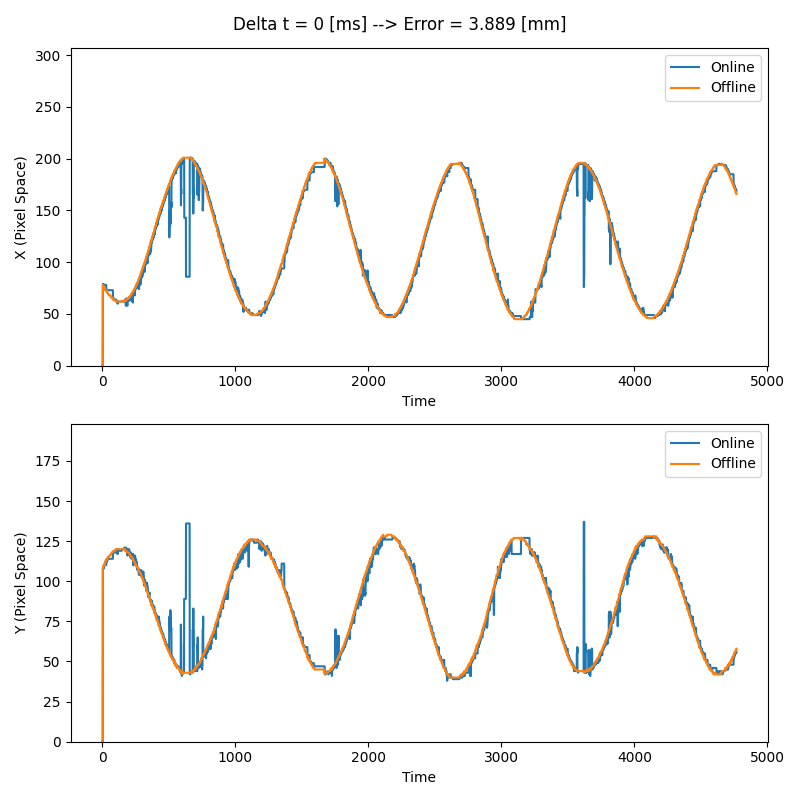 Delta t = 0 [ms] --> Error = 3.889 [mm]
300
250
200
150
100
50
0
X (Pixel Space)
Online
Offline
0 1000 2000 3000 4000 5000
Time
175
150
125
100
75
50
25
0
Y (Pixel Space)
Online
Offline
0 1000 2000 3000 4000 5000
Time